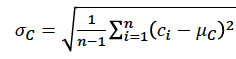 σ_C = √(1/(n-1) ∑_{i=1}^{n} (c_i − μ_C)²)